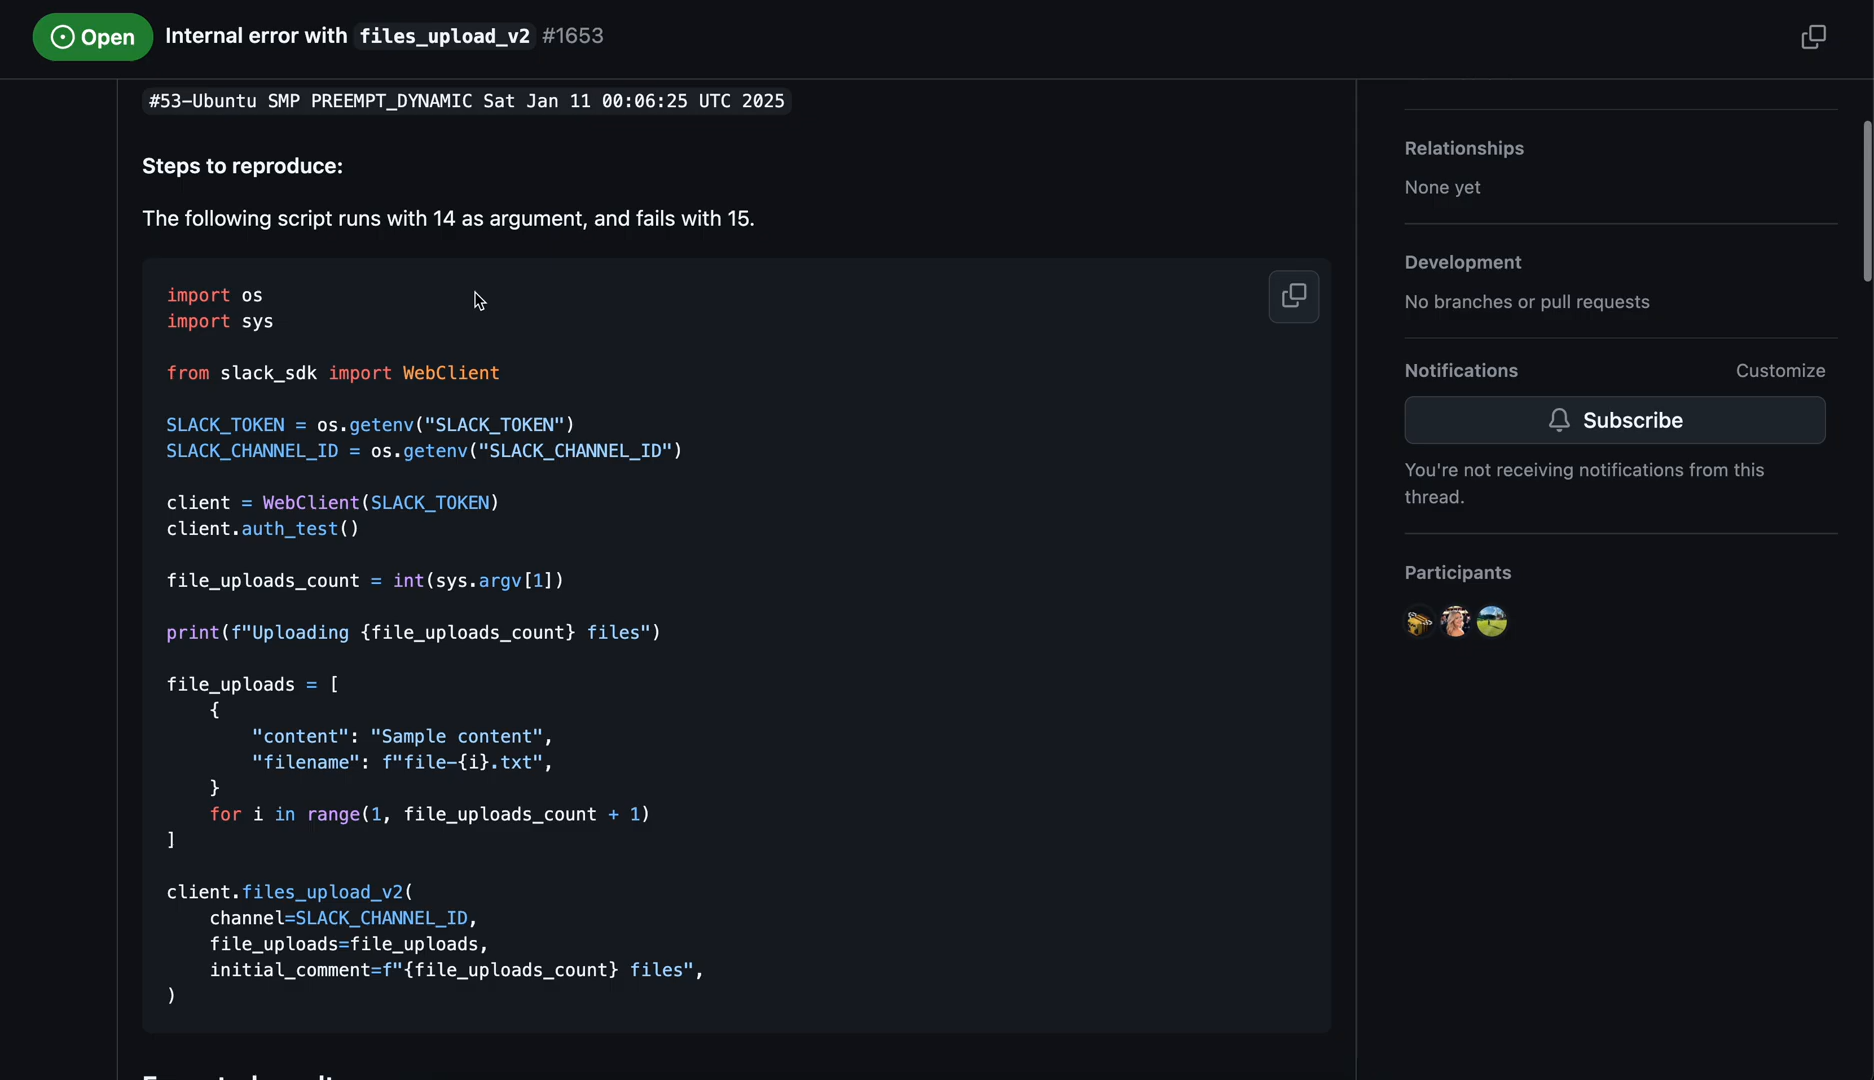 Open Internal error with files_upload_v2 #1653
#53-Ubuntu SMP PREEMPT_DYNAMIC Sat Jan 11 00:06:25 UTC 2025
Steps to reproduce:
The following script runs with 14 as argument, and fails with 15.
import os
import sys
from slack_sdk import WebClient
SLACK_TOKEN = os.getenv("SLACK_TOKEN")
SLACK_CHANNEL_ID = os.getenv("SLACK_CHANNEL_ID")
client = WebClient(SLACK_TOKEN)
client.auth_test()
file_uploads_count = int(sys.argv[1])
print(f"Uploading {file_uploads_count} files")
file_uploads = [
    {
        "content": "Sample content",
        "filename": f"file-{i}.txt",
    }
    for i in range(1, file_uploads_count + 1)
]
client.files_upload_v2(
    channel=SLACK_CHANNEL_ID,
    file_uploads=file_uploads,
    initial_comment=f"{file_uploads_count} files",
)
Relationships
None yet
Development
No branches or pull requests
Notifications Customize
Subscribe
You're not receiving notifications from this
thread.
Participants